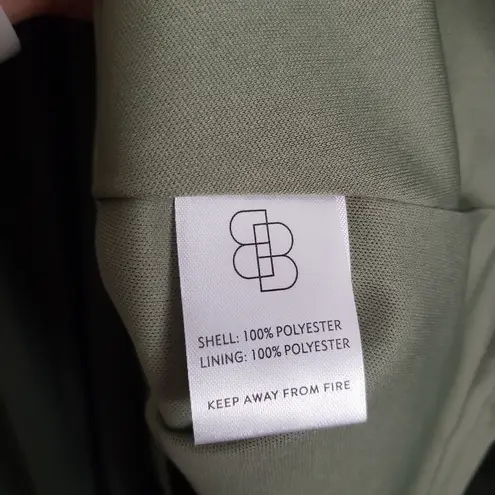 SHELL: 100% POLYESTER
LINING: 100% POLYESTER
KEEP AWAY FROM FIRE